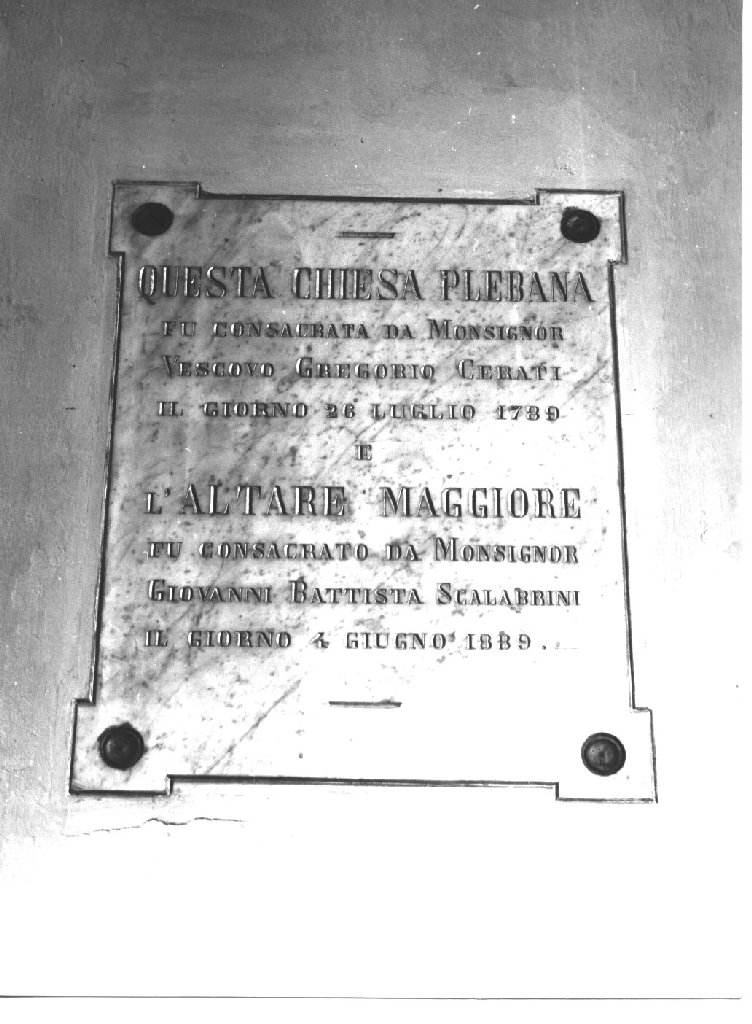 QUESTA CHIESA PLEBANA
FU CONSACRATA DA MONSIGNOR
VESCOVO GREGORIO CERATI
IL GIORNO 26 LUGLIO 1789
E
L'ALTARE MAGGIORE
FU CONSACRATO DA MONSIGNOR
GIOVANNI BATTISTA SCALABRINI
IL GIORNO 4 GIUGNO 1889.